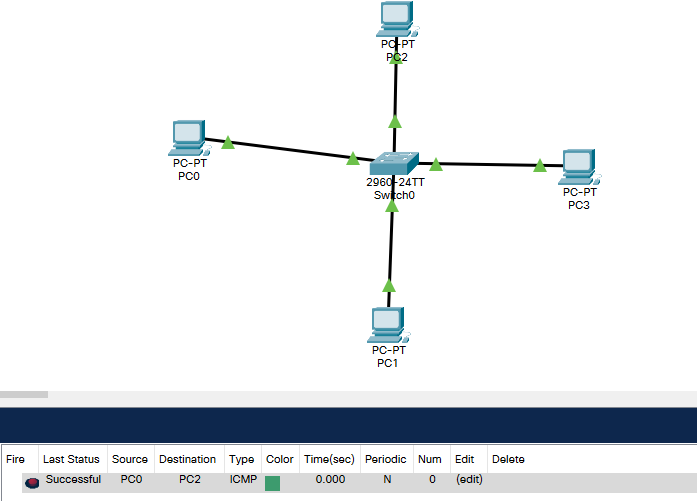 PC-PT
PC2
PC-PT
PC0
2960-24TT
Switch0
PC-PT
PC3
PC-PT
PC1
Fire Last Status Source Destination Type Color Time(sec) Periodic Num Edit Delete
Successful PC0 PC2 ICMP 0.000 N 0 (edit)